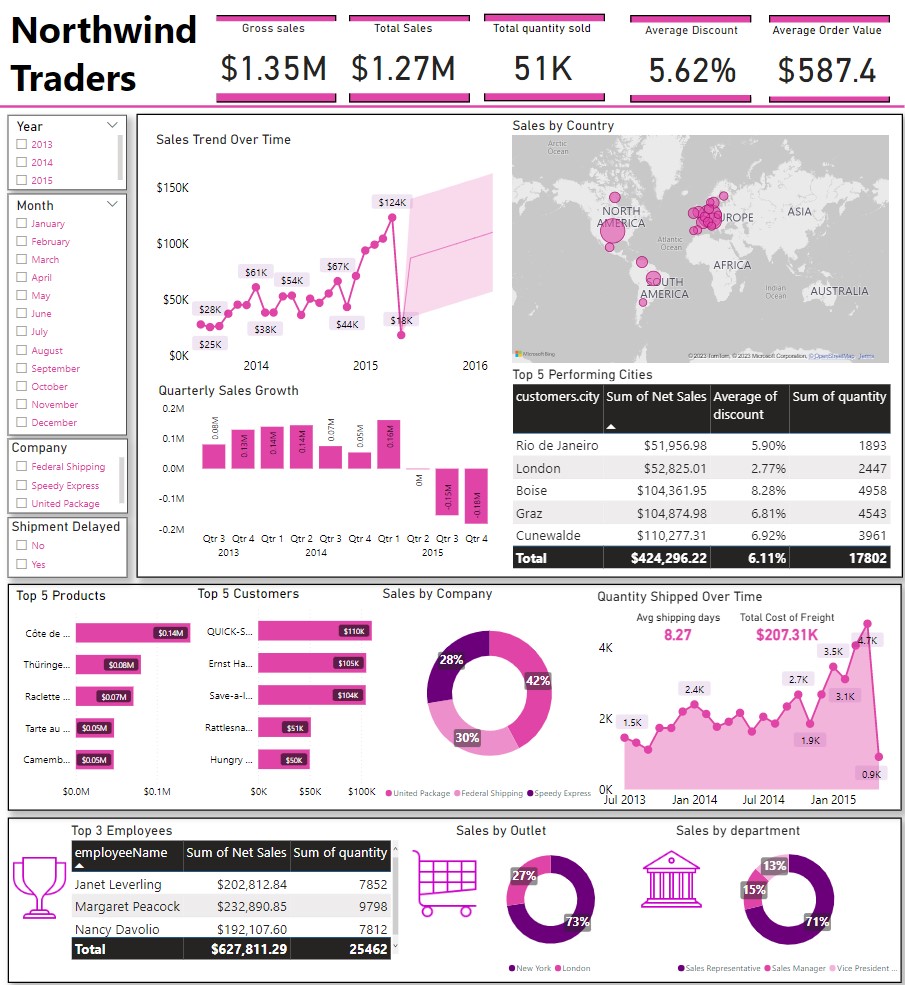 Northwind Traders
Gross sales
$1.35M
Total Sales
$1.27M
Total quantity sold
51K
Average Discount
5.62%
Average Order Value
$587.4
Year
2013
2014
2015
Month
January
February
March
April
May
June
July
August
September
October
November
December
Company
Federal Shipping
Speedy Express
United Package
Shipment Delayed
No
Yes
Sales Trend Over Time
$150K
$100K
$50K
$0K
$28K
$25K
$61K
$38K
$54K
$67K
$44K
$124K
$18K
2014
2015
2016
Sales by Country
Arctic Ocean
NORTH AMERICA
EUROPE
ASIA
Atlantic Ocean
AFRICA
SOUTH AMERICA
Indian Ocean
AUSTRALIA
Microsoft Bing
© 2023 TomTom, © 2023 Microsoft Corporation, © OpenStreetMap Terms
Quarterly Sales Growth
0.2M
0.1M
0.0M
-0.1M
-0.2M
0.08M
0.13M
0.14M
0.14M
0.07M
0.05M
0.16M
0M
-0.15M
-0.18M
Qtr 3 Qtr 4 Qtr 1 Qtr 2 Qtr 3 Qtr 4 Qtr 1 Qtr 2 Qtr 3 Qtr 4
2013 2014 2015
Top 5 Performing Cities
customers.city Sum of Net Sales Average of discount Sum of quantity
Rio de Janeiro $51,956.98 5.90% 1893
London $52,825.01 2.77% 2447
Boise $104,361.95 8.28% 4958
Graz $104,874.98 6.81% 4543
Cunewalde $110,277.31 6.92% 3961
Total $424,296.22 6.11% 17802
Top 5 Products
Côte de ... $0.14M
Thüringe... $0.08M
Raclette ... $0.07M
Tarte au ... $0.05M
Camemb... $0.05M
$0.0M $0.1M
Top 5 Customers
QUICK-S... $110K
Ernst Ha... $105K
Save-a-l... $104K
Rattlesna... $51K
Hungry ... $50K
$0K $50K $100K
Sales by Company
28%
42%
30%
United Package Federal Shipping Speedy Express
Quantity Shipped Over Time
Avg shipping days
8.27
Total Cost of Freight
$207.31K
4K
2K
0K
1.5K
2.4K
2.7K
1.9K
3.5K
3.1K
4.7K
0.9K
Jul 2013 Jan 2014 Jul 2014 Jan 2015
Top 3 Employees
employeeName Sum of Net Sales Sum of quantity
Janet Leverling $202,812.84 7852
Margaret Peacock $232,890.85 9798
Nancy Davolio $192,107.60 7812
Total $627,811.29 25462
Sales by Outlet
27%
73%
New York London
Sales by department
13%
15%
71%
Sales Representative Sales Manager Vice President ...